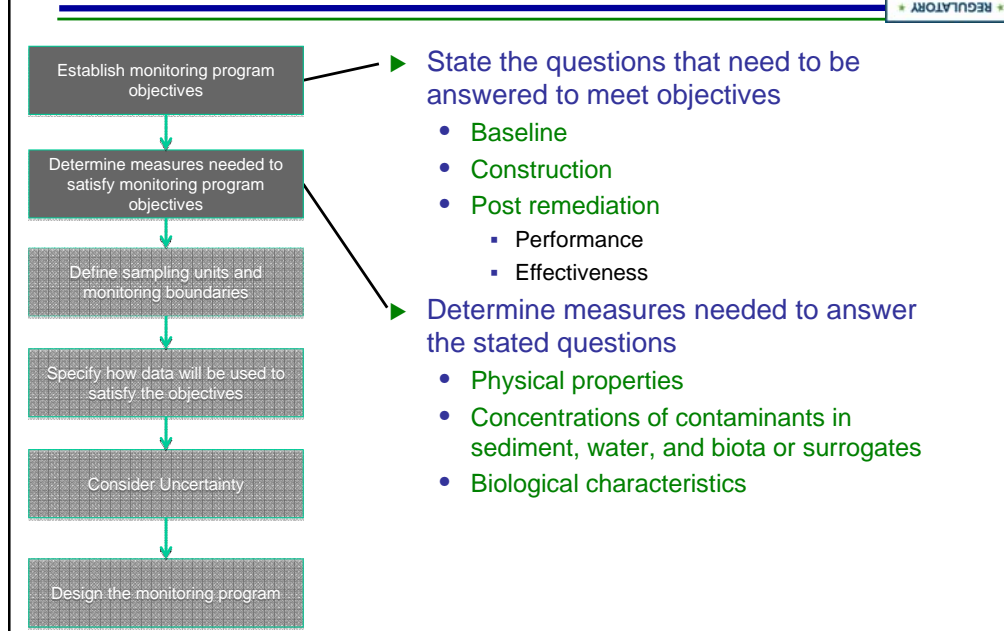 REGULATORY
Establish monitoring program
objectives
Determine measures needed to
satisfy monitoring program
objectives
Define sampling units and
monitoring boundaries
Specify how data will be used to
satisfy the objectives
Consider Uncertainty
Design the monitoring program
State the questions that need to be
answered to meet objectives
Baseline
Construction
Post remediation
Performance
Effectiveness
Determine measures needed to answer
the stated questions
Physical properties
Concentrations of contaminants in
sediment, water, and biota or surrogates
Biological characteristics